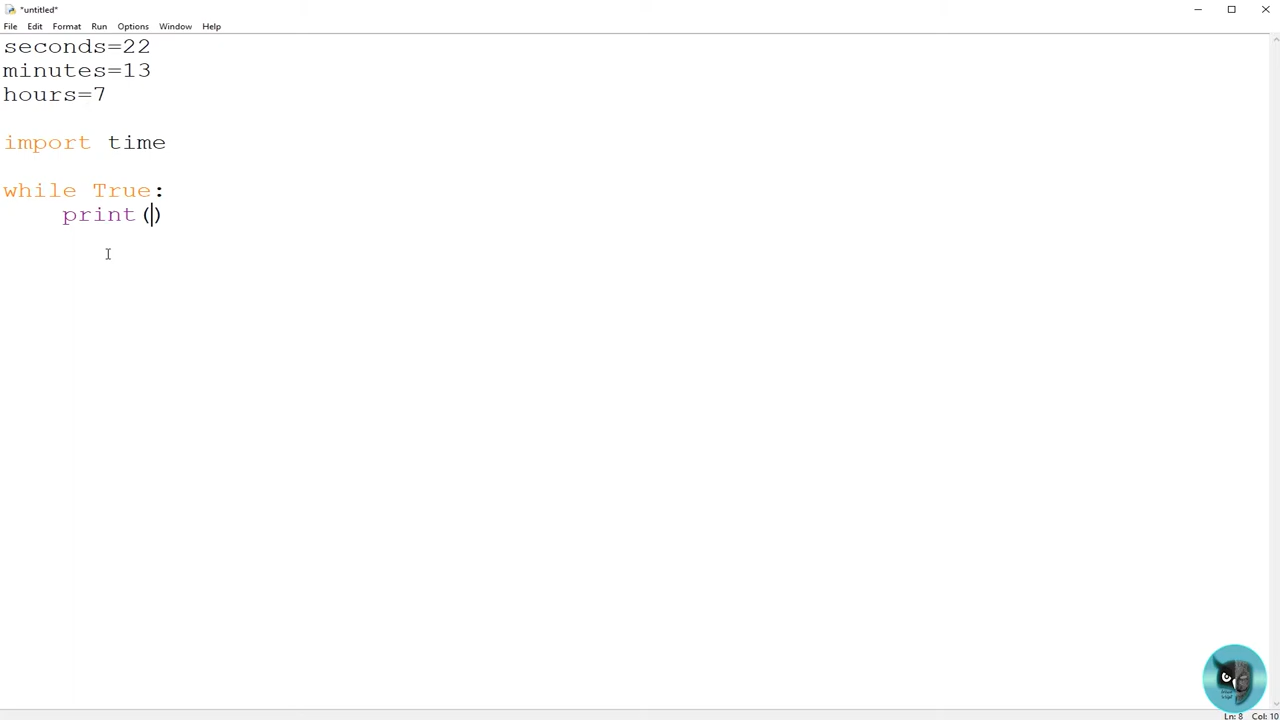 *untitled*
File Edit Format Run Options Window Help
seconds=22
minutes=13
hours=7
import time
while True:
    print()
Ln: 8 Col: 10